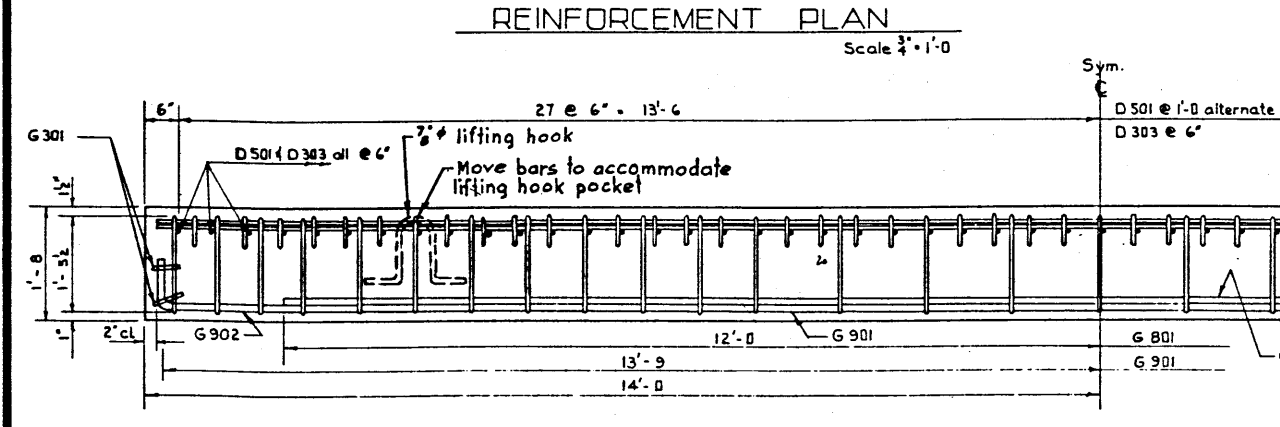 REINFORCEMENT PLAN
Scale 3/4" = 1'-0
Sym.
℄
6"
27 @ 6" = 13'-6
D 501 @ 1'-0 alternate
D 303 @ 6"
G 301
D 501 & D 303 all @ 6"
7/8" ϕ lifting hook
Move bars to accommodate
lifting hook pocket
1 1/2"
1'-8
1'-5 1/2
1"
2" cl.
G 902
20
12'-0
G 901
G 801
13'-9
G 901
14'-0